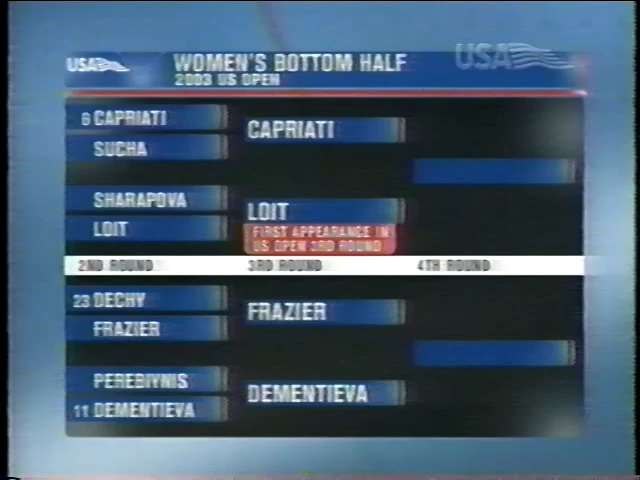 USA
WOMEN'S BOTTOM HALF
USA
2003 US OPEN
6 CAPRIATI
SUCHA
CAPRIATI
SHARAPOVA
LOIT
LOIT
FIRST APPEARANCE IN
US OPEN 3RD ROUND
2ND ROUND
3RD ROUND
4TH ROUND
23 DECHY
FRAZIER
FRAZIER
PEREBIYNIS
11 DEMENTIEVA
DEMENTIEVA